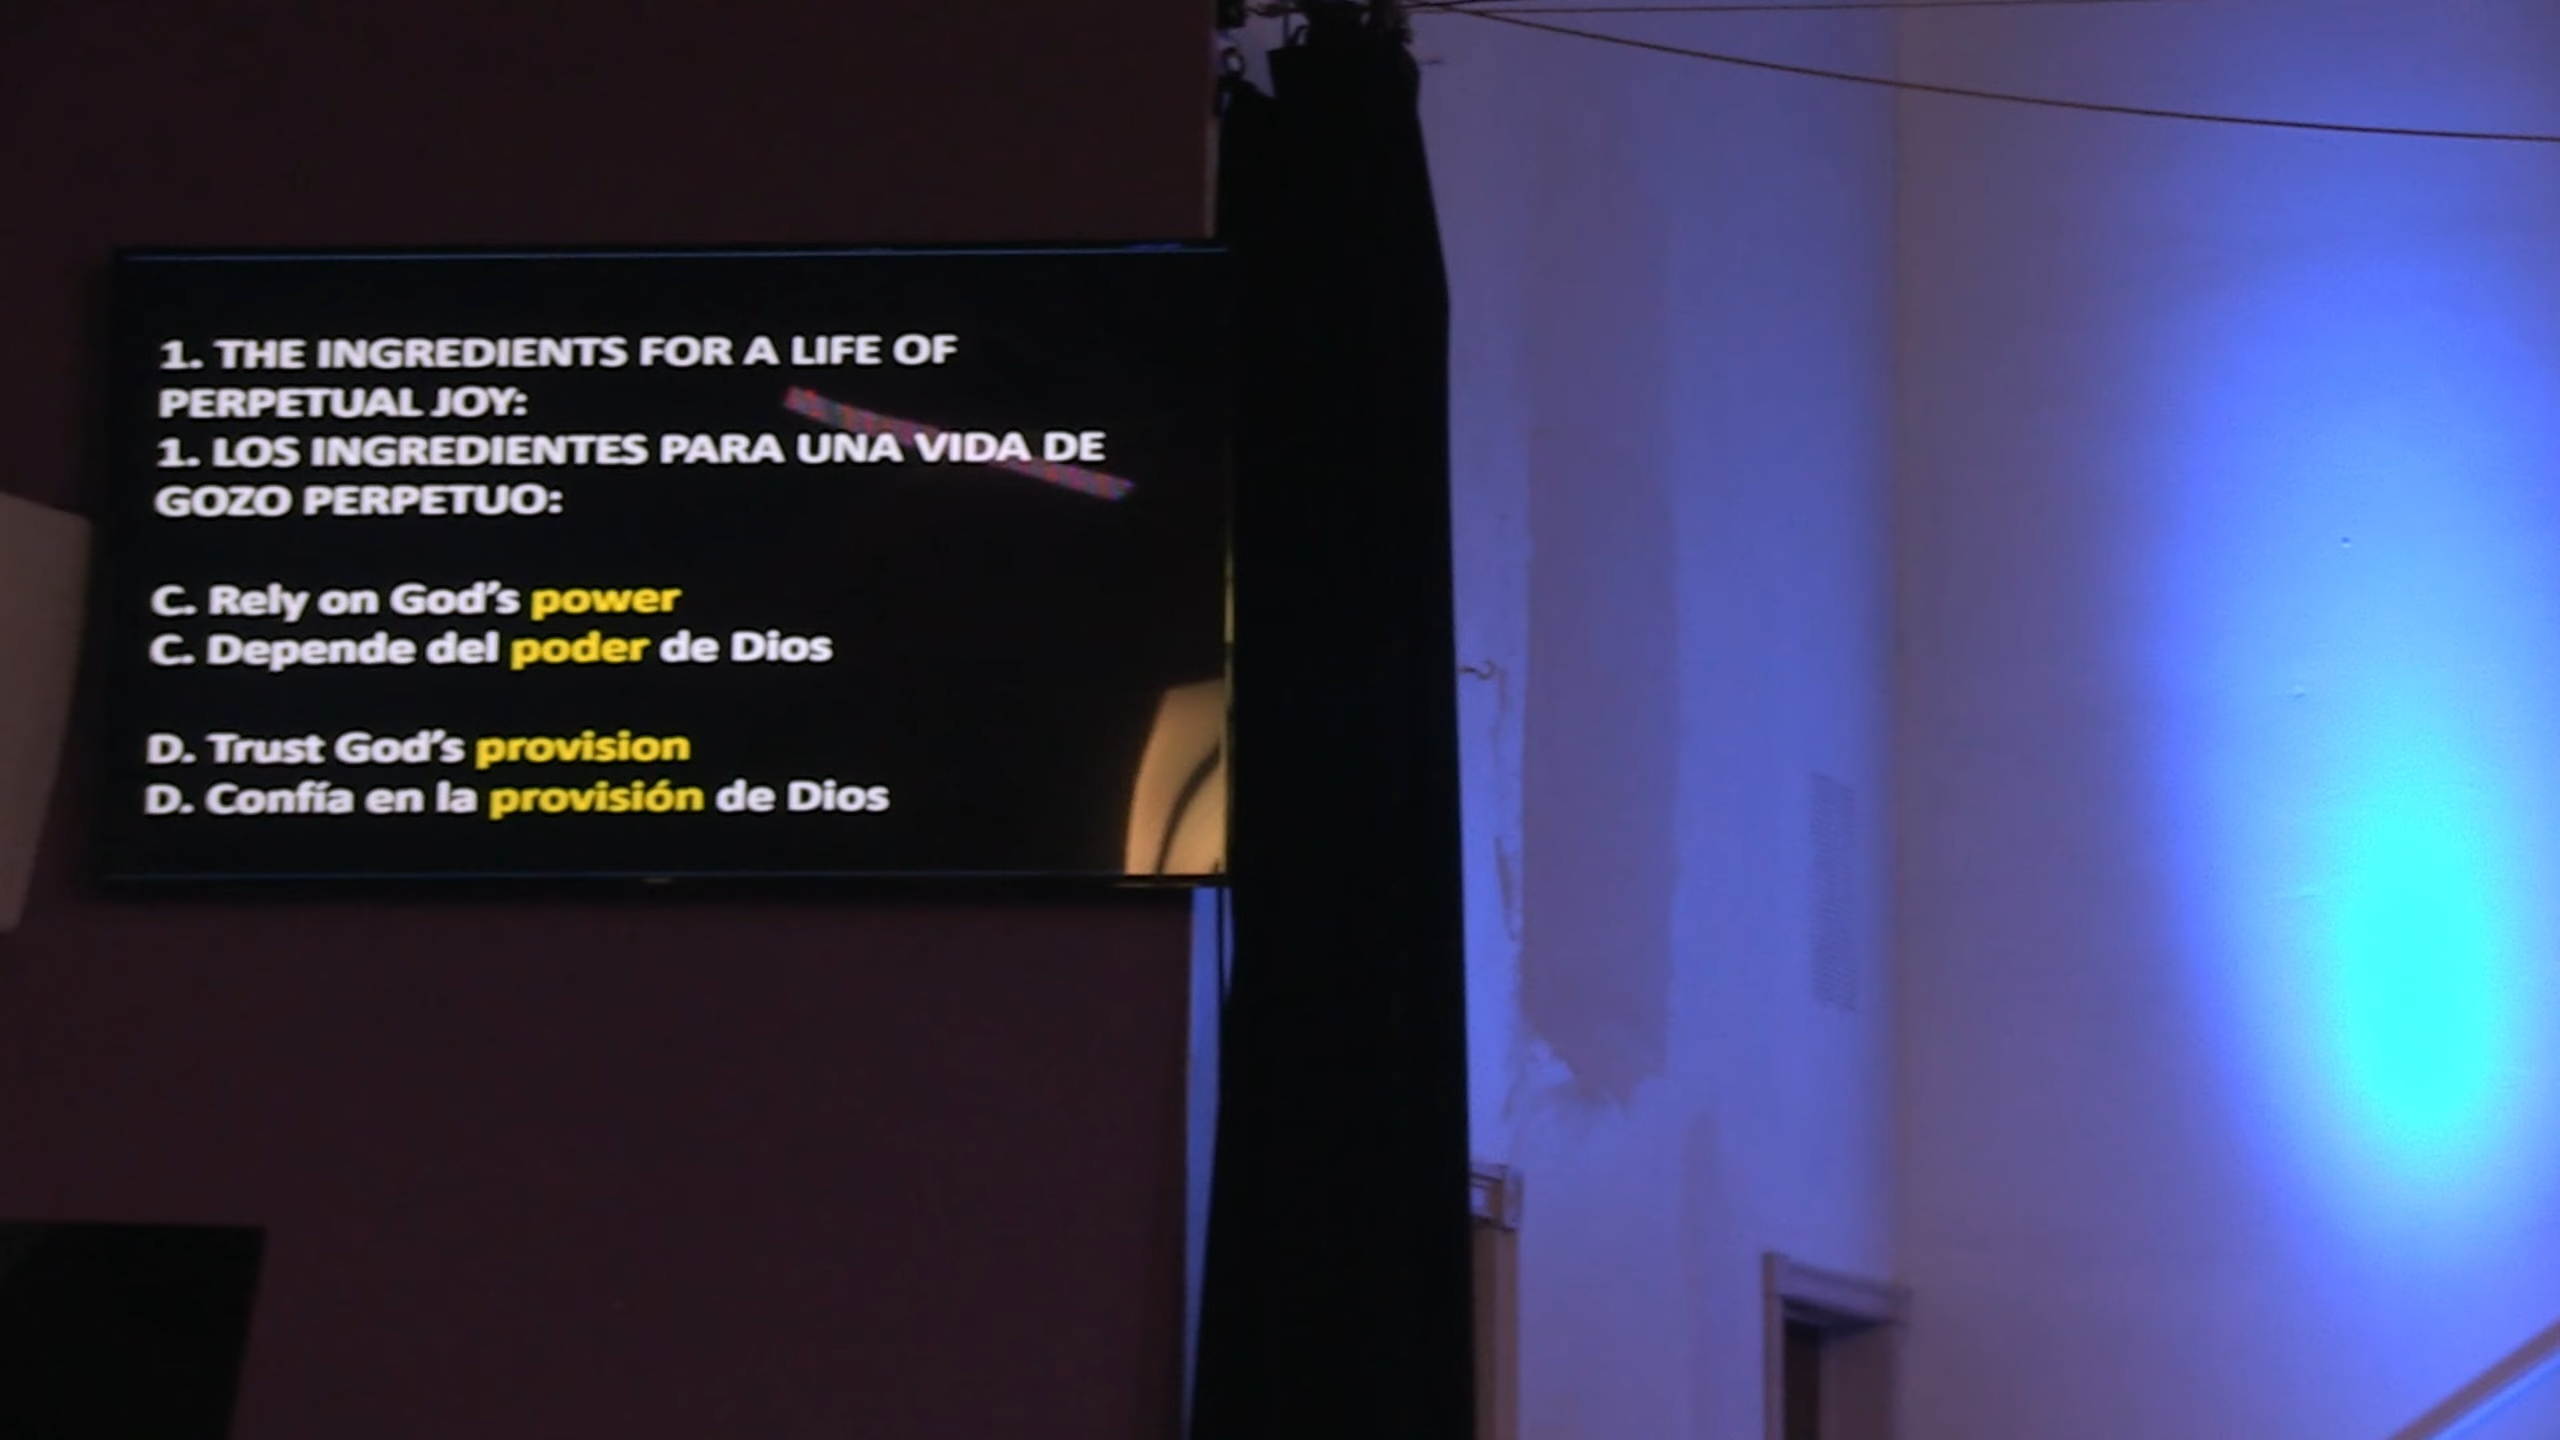 1. THE INGREDIENTS FOR A LIFE OF
PERPETUAL JOY:
1. LOS INGREDIENTES PARA UNA VIDA DE
GOZO PERPETUO:
C. Rely on God's power
C. Depende del poder de Dios
D. Trust God's provision
D. Confía en la provisión de Dios